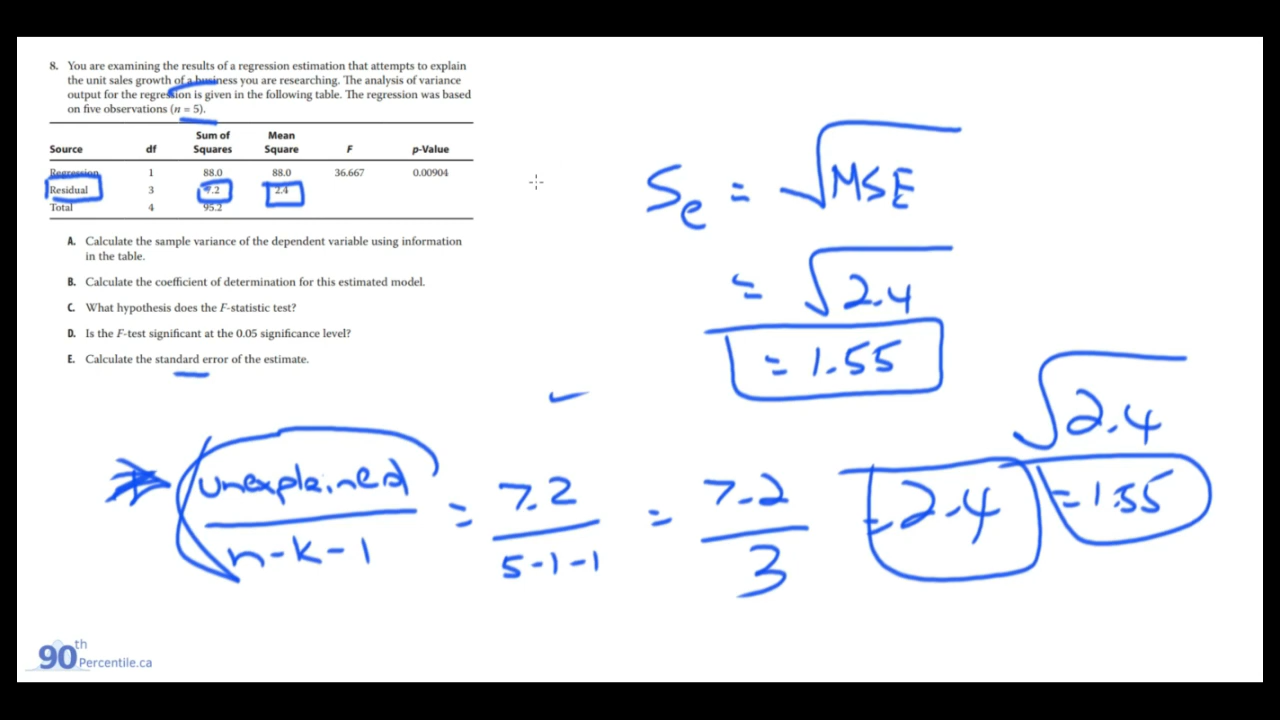 8. You are examining the results of a regression estimation that attempts to explain
the unit sales growth of a business you are researching. The analysis of variance
output for the regression is given in the following table. The regression was based
on five observations (n = 5).
Sum of Mean
Source df Squares Square F p-Value
Regression 1 88.0 88.0 36.667 0.00904
Residual 3 7.2 2.4
Total 4 95.2
A. Calculate the sample variance of the dependent variable using information
in the table.
B. Calculate the coefficient of determination for this estimated model.
C. What hypothesis does the F-statistic test?
D. Is the F-test significant at the 0.05 significance level?
E. Calculate the standard error of the estimate.
Se = √MSE
= √2.4
= 1.55
√2.4
= 1.55
unexplained / n-k-1 = 7.2 / 5-1-1 = 7.2 / 3 = 2.4
90th
Percentile.ca